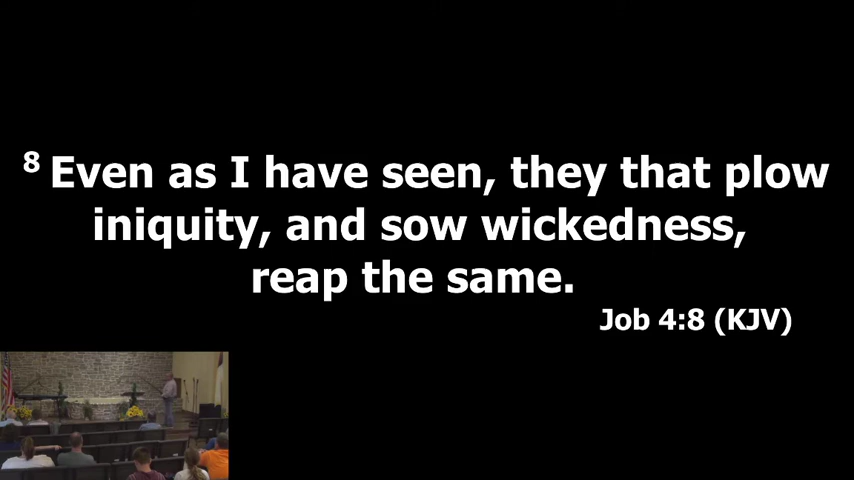 8 Even as I have seen, they that plow
iniquity, and sow wickedness,
reap the same.
Job 4:8 (KJV)